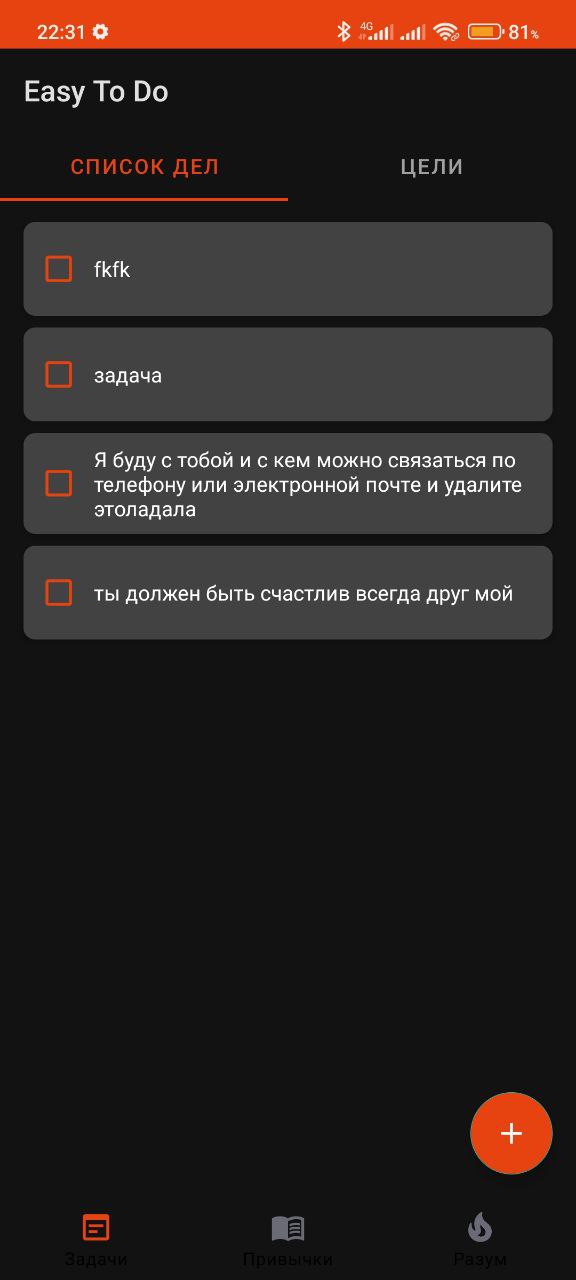 22:31
4G
81%
Easy To Do
СПИСОК ДЕЛ
ЦЕЛИ
fkfk
задача
Я буду с тобой и с кем можно связаться по
телефону или электронной почте и удалите
этоладала
ты должен быть счастлив всегда друг мой
+
Задачи
Привычки
Разум